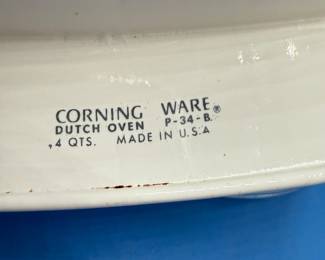 CORNING WARE®
DUTCH OVEN P-34-B
4 QTS. MADE IN U.S.A